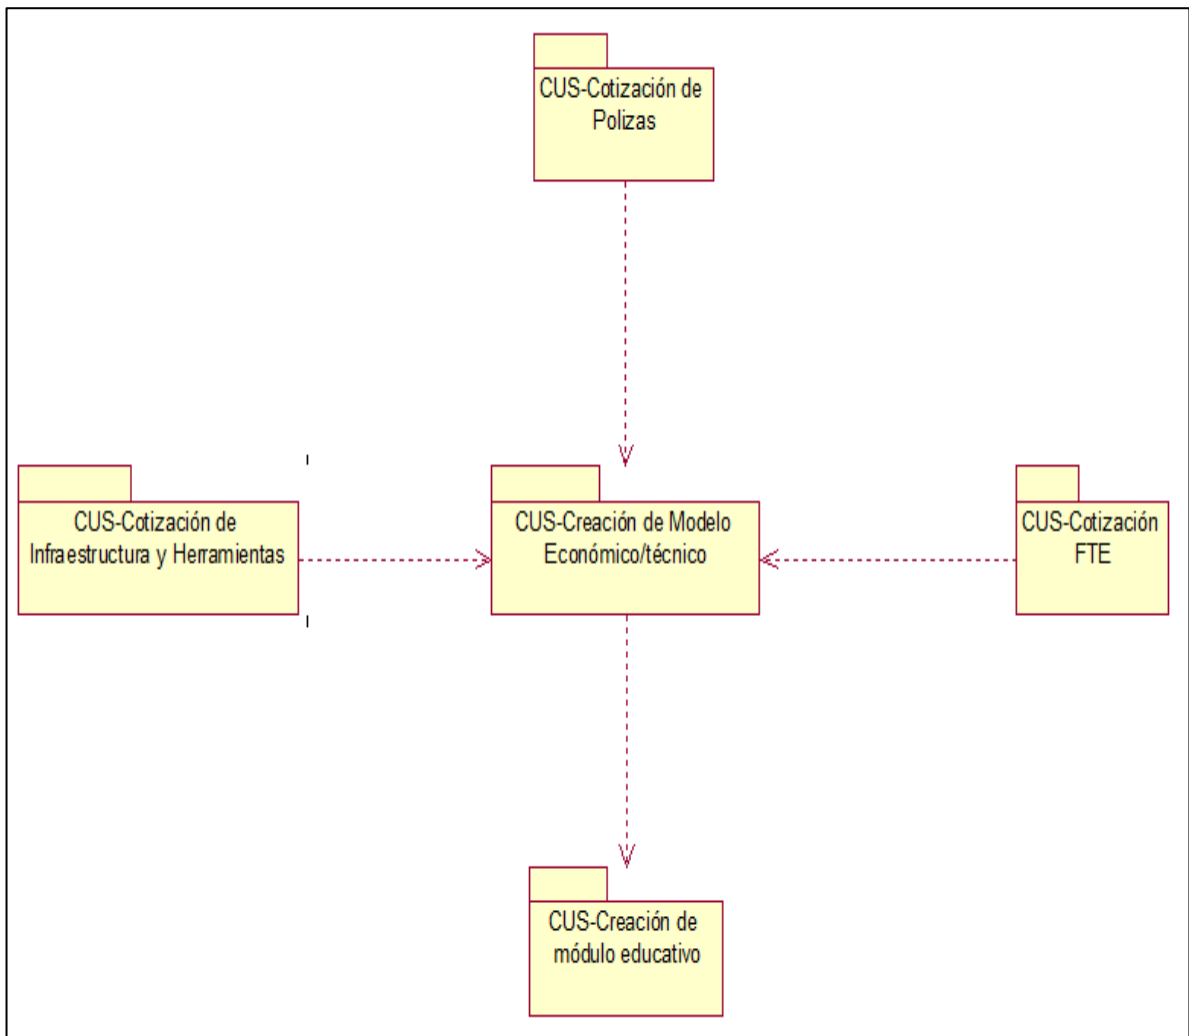 CUS-Cotización de
Polizas
CUS-Cotización de
Infraestructura y Herramientas
CUS-Creación de Modelo
Económico/técnico
CUS-Cotización
FTE
CUS-Creación de
módulo educativo